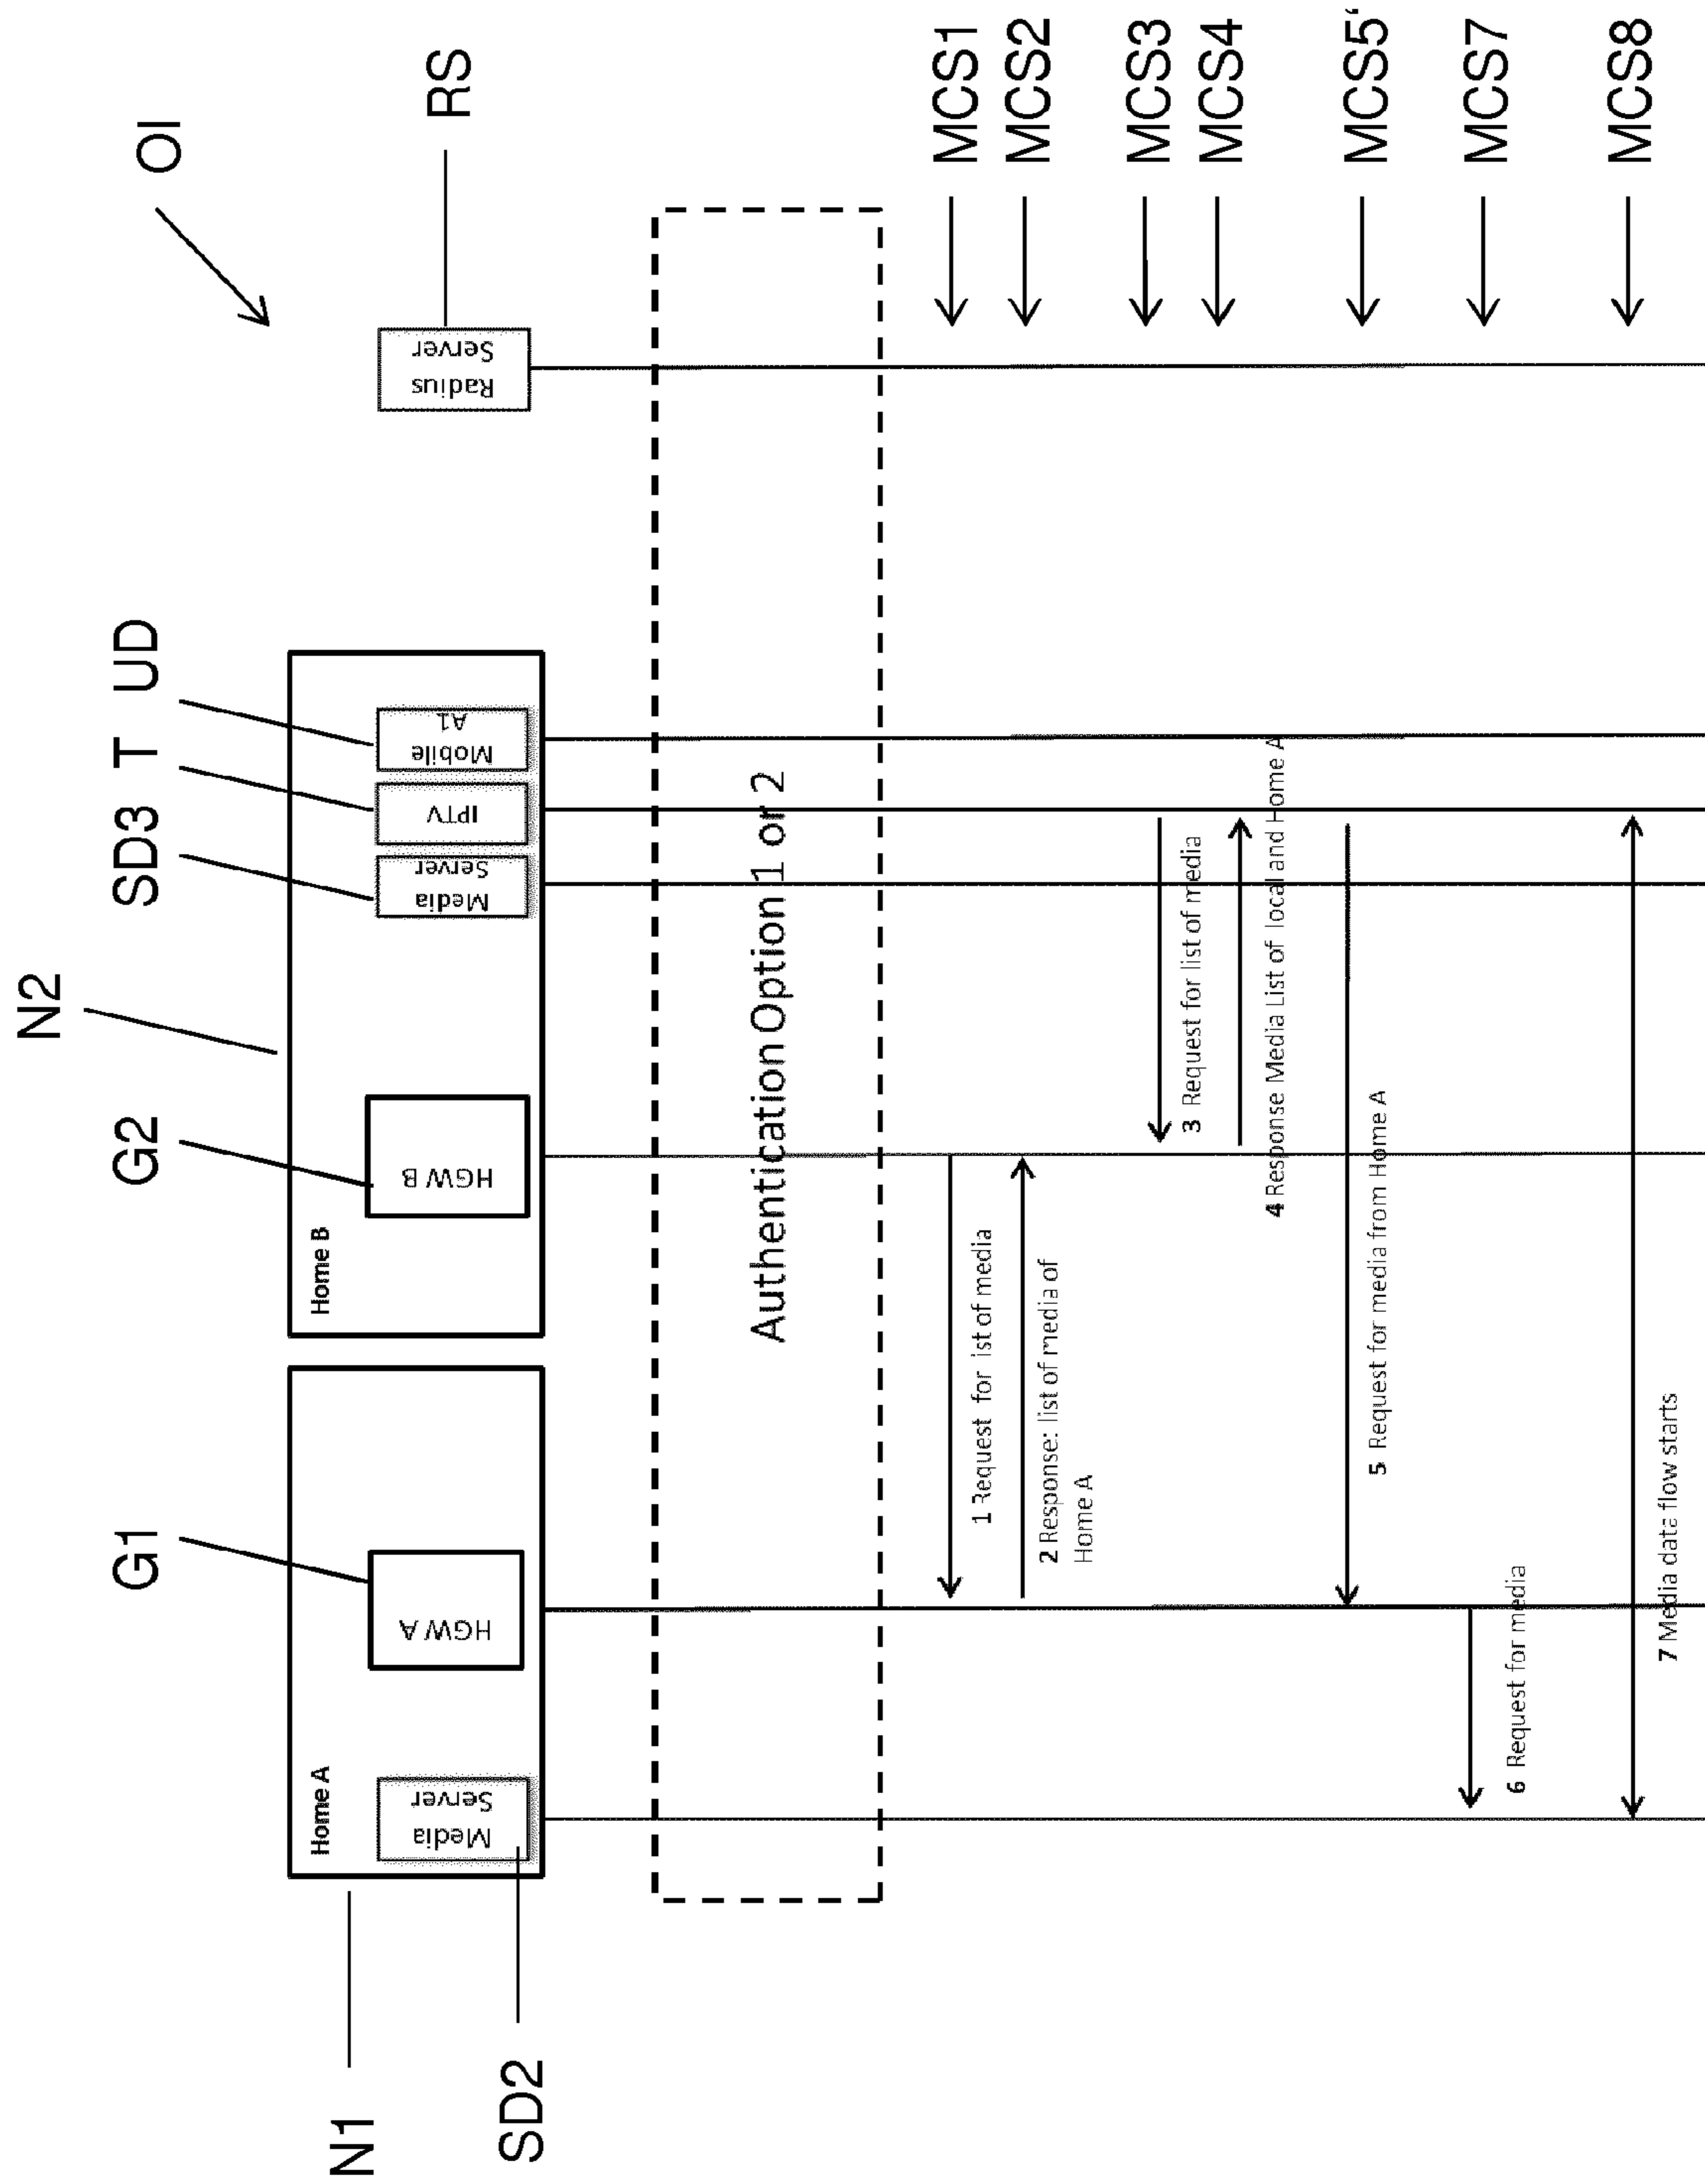 OI
N2
G1
G2
SD3
T
UD
RS
N1
SD2
Home A
Media
Server
HGW A
Home B
HGW B
Media
Server
IPTV
Mobile
A1
Radius
Server
Authentication Option 1 or 2
MCS1
1 Request for ist of media
MCS2
2 Response: list of media of
Home A
MCS3
3 Request for list of media
MCS4
4 Response Media List of local and Home A
MCS5‘
5 Request for media from Home A
MCS7
6 Request for media
MCS8
7 Media data flow starts